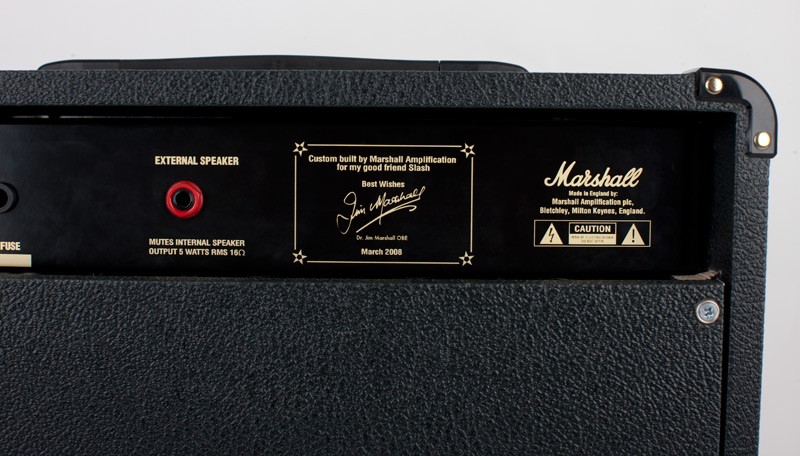 FUSE
EXTERNAL SPEAKER
MUTES INTERNAL SPEAKER
OUTPUT 5 WATTS RMS 16Ω
Custom built by Marshall Amplification
for my good friend Slash
Best Wishes
Jim Marshall
Dr. Jim Marshall OBE
March 2008
Marshall
Made in England by:
Marshall Amplification plc,
Bletchley, Milton Keynes, England.
CAUTION